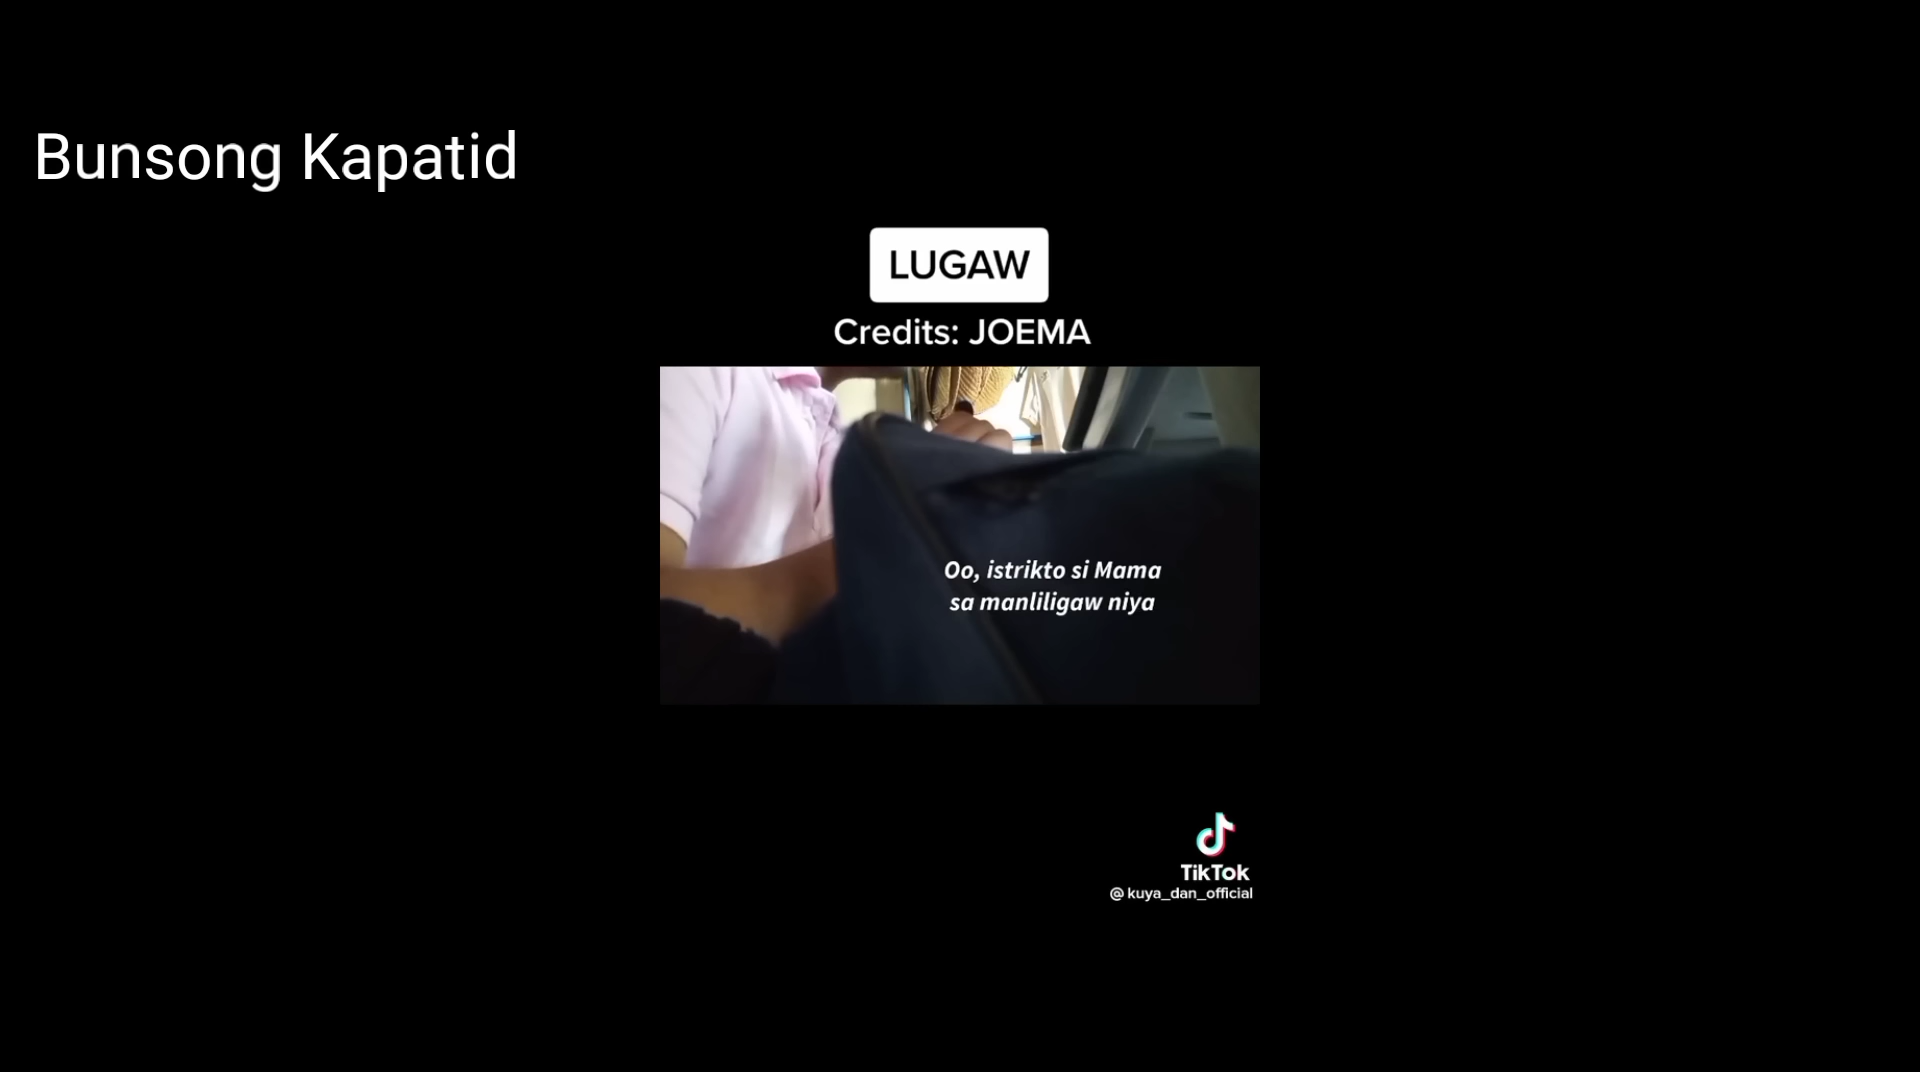 Bunsong Kapatid
LUGAW
Credits: JOEMA
Oo, istrikto si Mama
sa manliligaw niya
TikTok
@kuya_dan_official